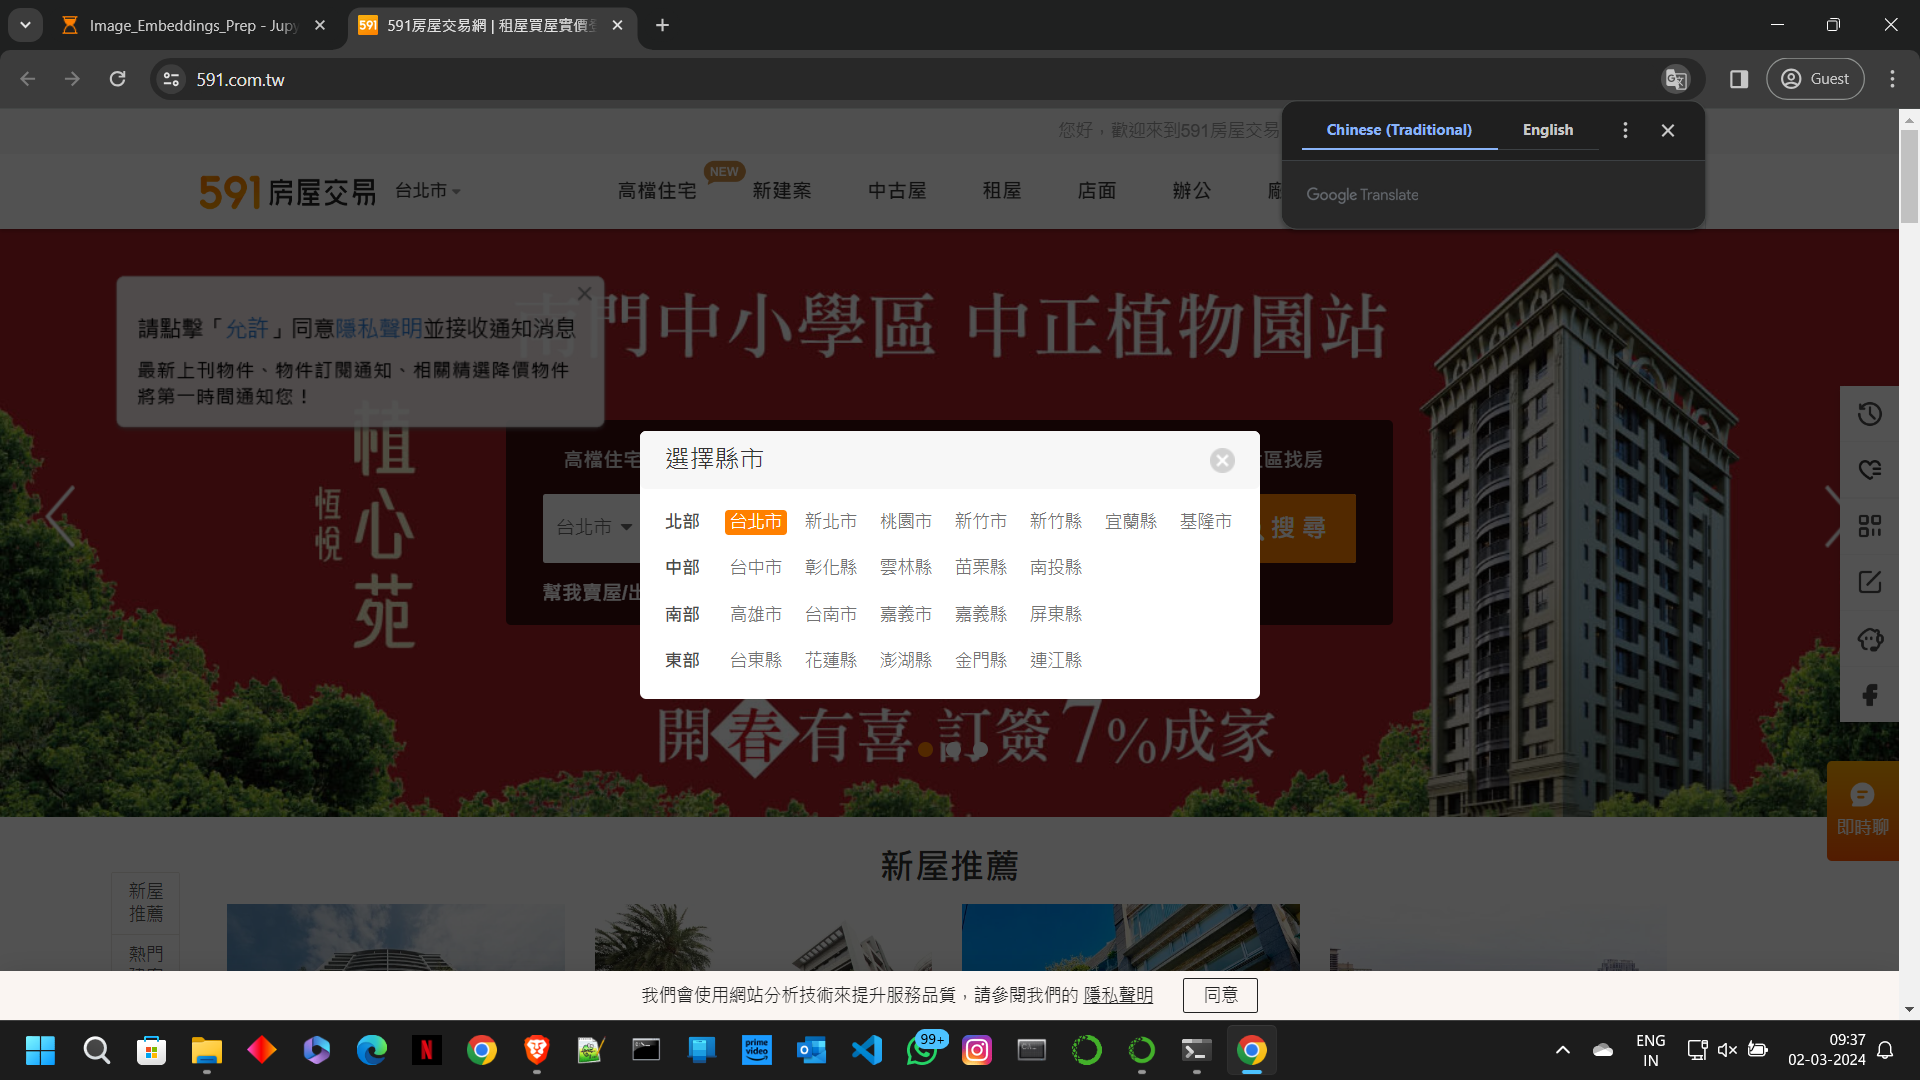 Image_Embeddings_Prep - Jupy
591房屋交易網 | 租屋買屋實價
591.com.tw
Guest
Chinese (Traditional)
English
Google Translate
您好，歡迎來到591房屋交易
591 房屋交易
台北市
高檔住宅
NEW
新建案
中古屋
租屋
店面
辦公
請點擊「允許」同意隱私聲明並接收通知消息
最新上刊物件、物件訂閱通知、相關精選降價物件
將第一時間通知您！
南門中小學區 中正植物園站
恆悅
植心苑
高檔住宅
區找房
台北市
搜 尋
幫我賣屋/出
選擇縣市
北部 台北市 新北市 桃園市 新竹市 新竹縣 宜蘭縣 基隆市
中部 台中市 彰化縣 雲林縣 苗栗縣 南投縣
南部 高雄市 台南市 嘉義市 嘉義縣 屏東縣
東部 台東縣 花蓮縣 澎湖縣 金門縣 連江縣
開春有喜 訂簽7%成家
即時聊
新屋推薦
新屋
推薦
熱門
我們會使用網站分析技術來提升服務品質，請參閱我們的 隱私聲明
同意
prime video
99+
ENG
IN
09:37
02-03-2024